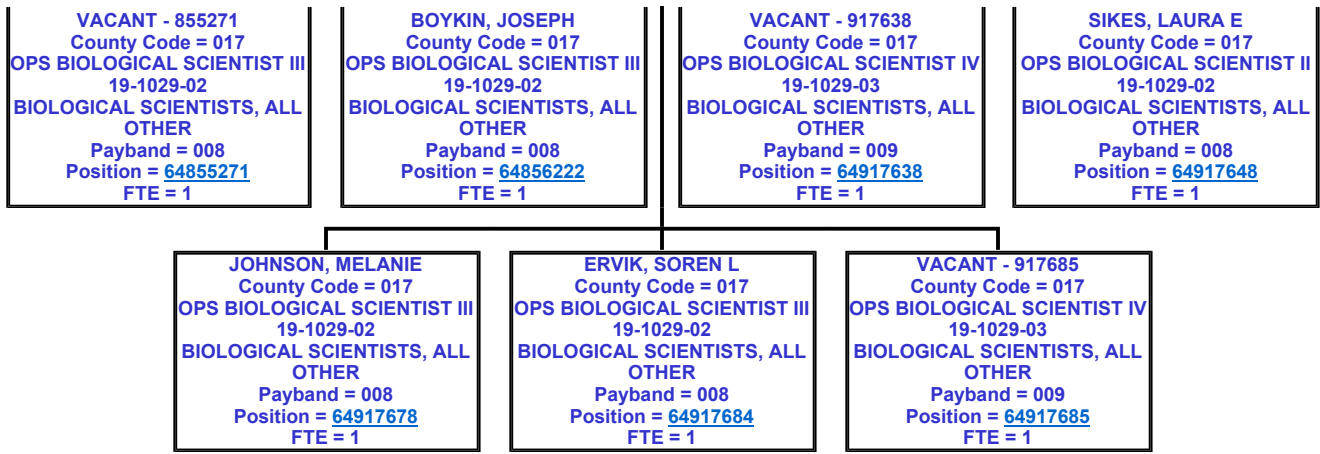 VACANT - 855271
County Code = 017
OPS BIOLOGICAL SCIENTIST III
19-1029-02
BIOLOGICAL SCIENTISTS, ALL
OTHER
Payband = 008
Position = 64855271
FTE = 1
BOYKIN, JOSEPH
County Code = 017
OPS BIOLOGICAL SCIENTIST III
19-1029-02
BIOLOGICAL SCIENTISTS, ALL
OTHER
Payband = 008
Position = 64856222
FTE = 1
VACANT - 917638
County Code = 017
OPS BIOLOGICAL SCIENTIST IV
19-1029-03
BIOLOGICAL SCIENTISTS, ALL
OTHER
Payband = 009
Position = 64917638
FTE = 1
SIKES, LAURA E
County Code = 017
OPS BIOLOGICAL SCIENTIST II
19-1029-02
BIOLOGICAL SCIENTISTS, ALL
OTHER
Payband = 008
Position = 64917648
FTE = 1
JOHNSON, MELANIE
County Code = 017
OPS BIOLOGICAL SCIENTIST III
19-1029-02
BIOLOGICAL SCIENTISTS, ALL
OTHER
Payband = 008
Position = 64917678
FTE = 1
ERVIK, SOREN L
County Code = 017
OPS BIOLOGICAL SCIENTIST III
19-1029-02
BIOLOGICAL SCIENTISTS, ALL
OTHER
Payband = 008
Position = 64917684
FTE = 1
VACANT - 917685
County Code = 017
OPS BIOLOGICAL SCIENTIST IV
19-1029-03
BIOLOGICAL SCIENTISTS, ALL
OTHER
Payband = 009
Position = 64917685
FTE = 1